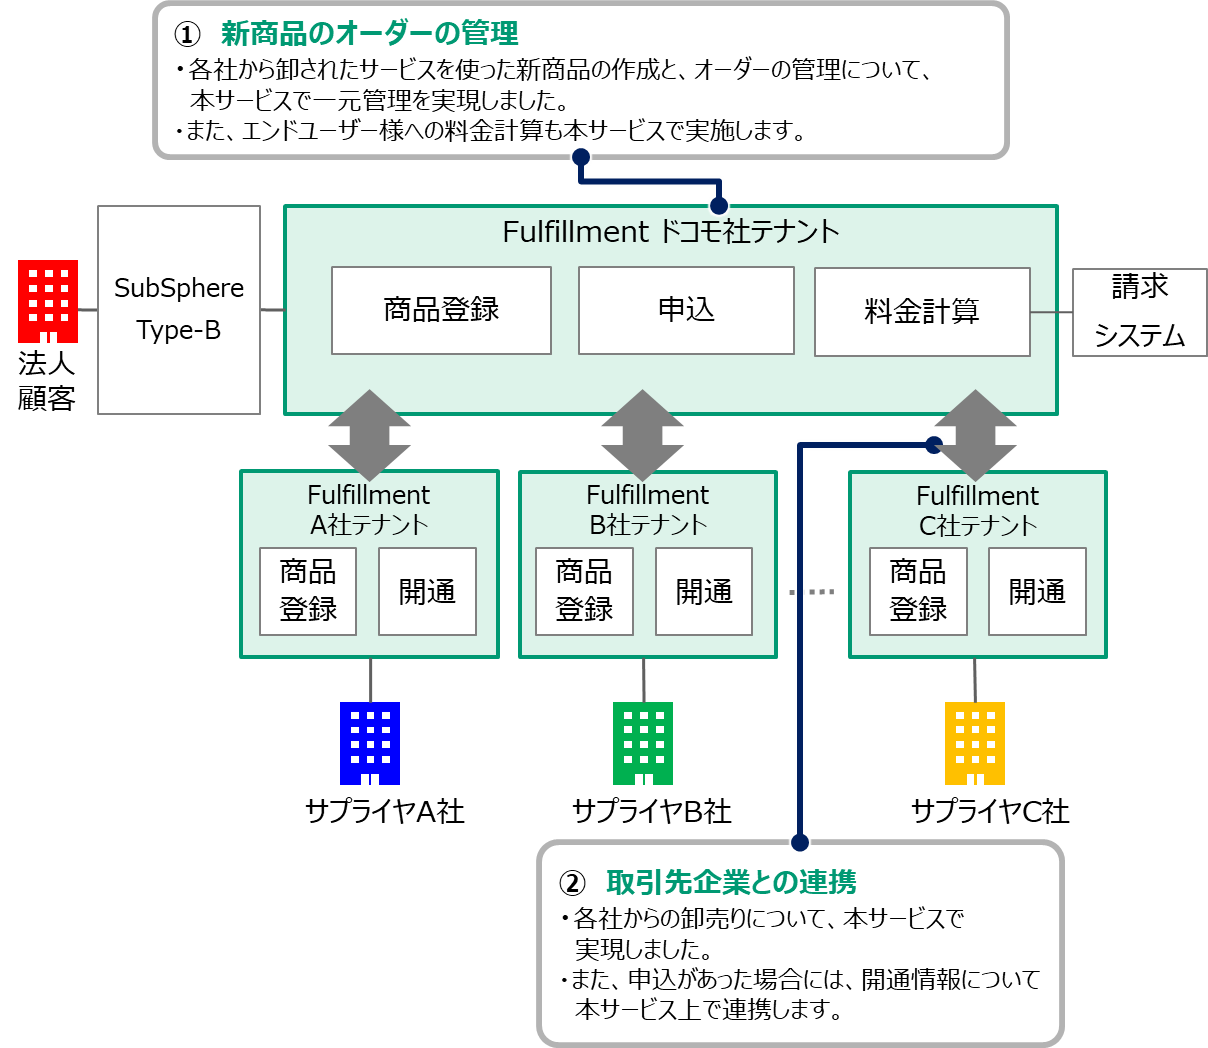 ① 新商品のオーダーの管理
・各社から卸されたサービスを使った新商品の作成と、オーダーの管理について、
本サービスで一元管理を実現しました。
・また、エンドユーザー様への料金計算も本サービスで実施します。
Fulfillment ドコモ社テナント
SubSphere
Type-B
商品登録
申込
料金計算
請求
システム
法人
顧客
Fulfillment
A社テナント
商品
登録
開通
Fulfillment
B社テナント
商品
登録
開通
……
Fulfillment
C社テナント
商品
登録
開通
サプライヤA社
サプライヤB社
サプライヤC社
② 取引先企業との連携
・各社からの卸売りについて、本サービスで
実現しました。
・また、申込があった場合には、開通情報について
本サービス上で連携します。